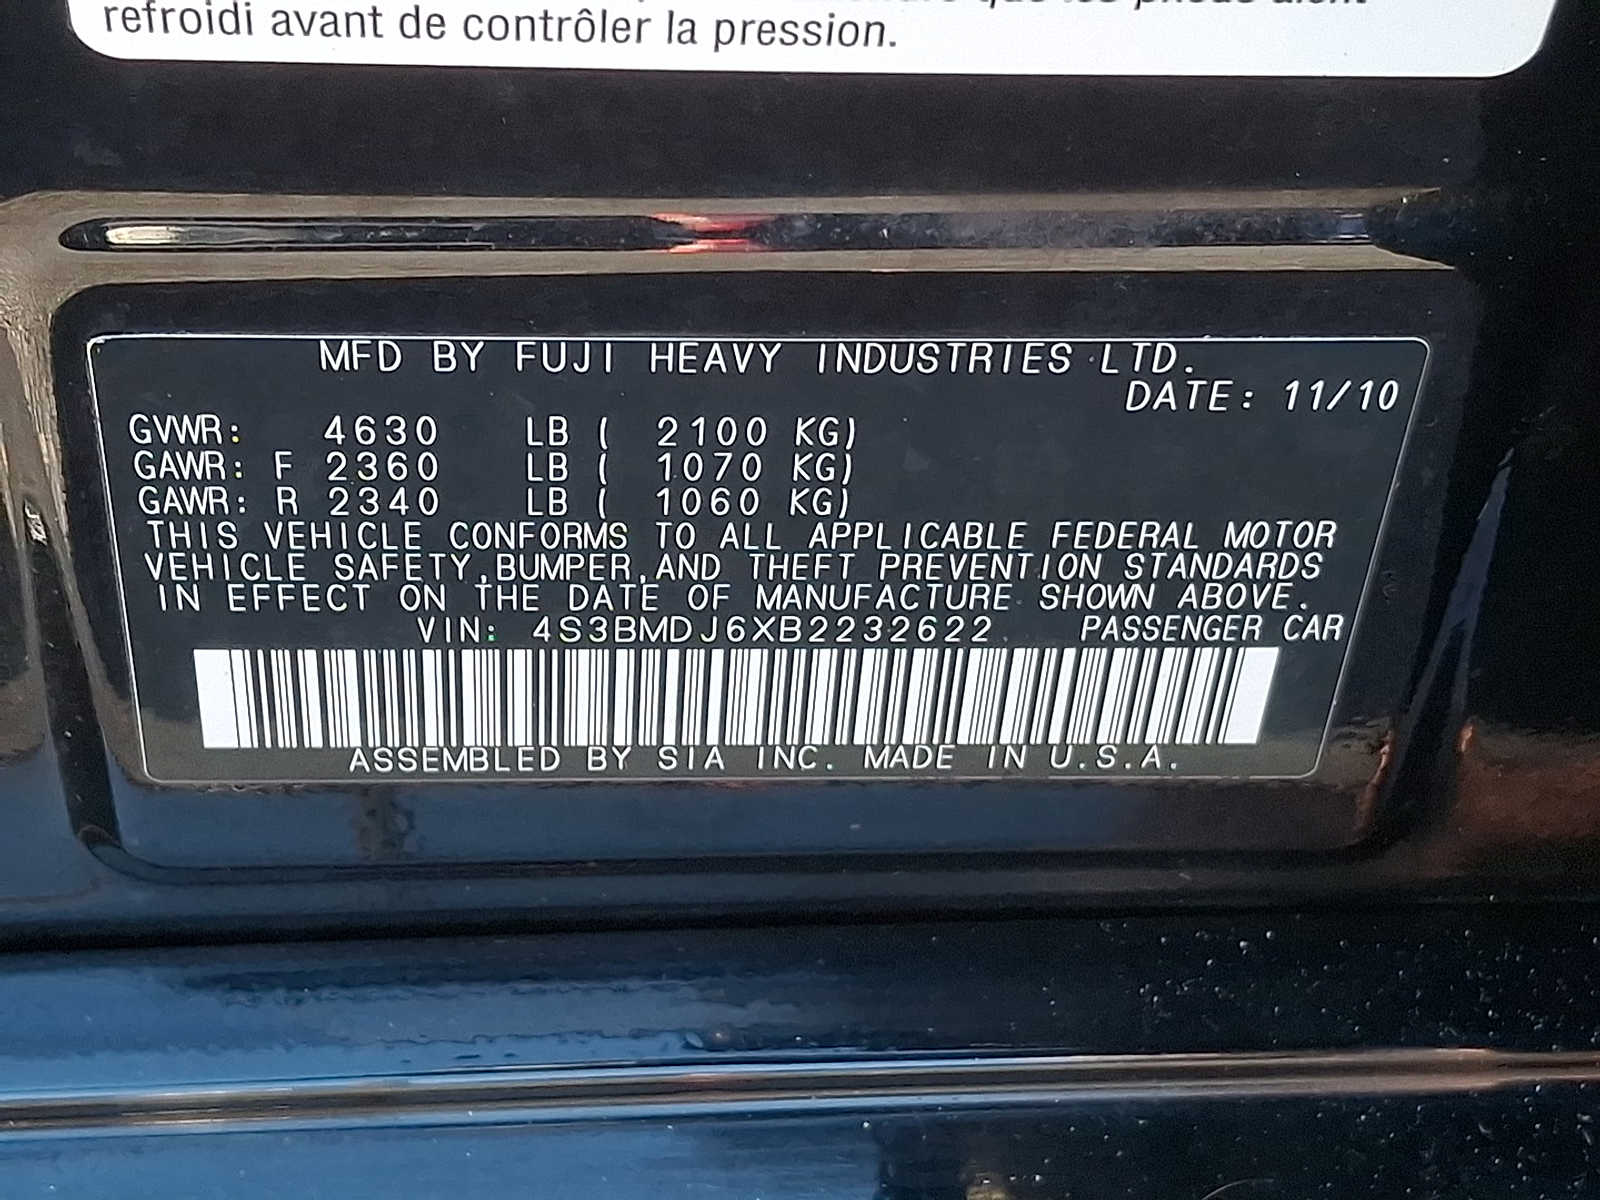 refroidi avant de contrôler la pression.
MFD BY FUJI HEAVY INDUSTRIES LTD.
DATE: 11/10
GVWR: 4630 LB ( 2100 KG)
GAWR: F 2360 LB ( 1070 KG)
GAWR: R 2340 LB ( 1060 KG)
THIS VEHICLE CONFORMS TO ALL APPLICABLE FEDERAL MOTOR
VEHICLE SAFETY,BUMPER,AND THEFT PREVENTION STANDARDS
IN EFFECT ON THE DATE OF MANUFACTURE SHOWN ABOVE.
VIN: 4S3BMDJ6XB2232622 PASSENGER CAR
ASSEMBLED BY SIA INC. MADE IN U.S.A.